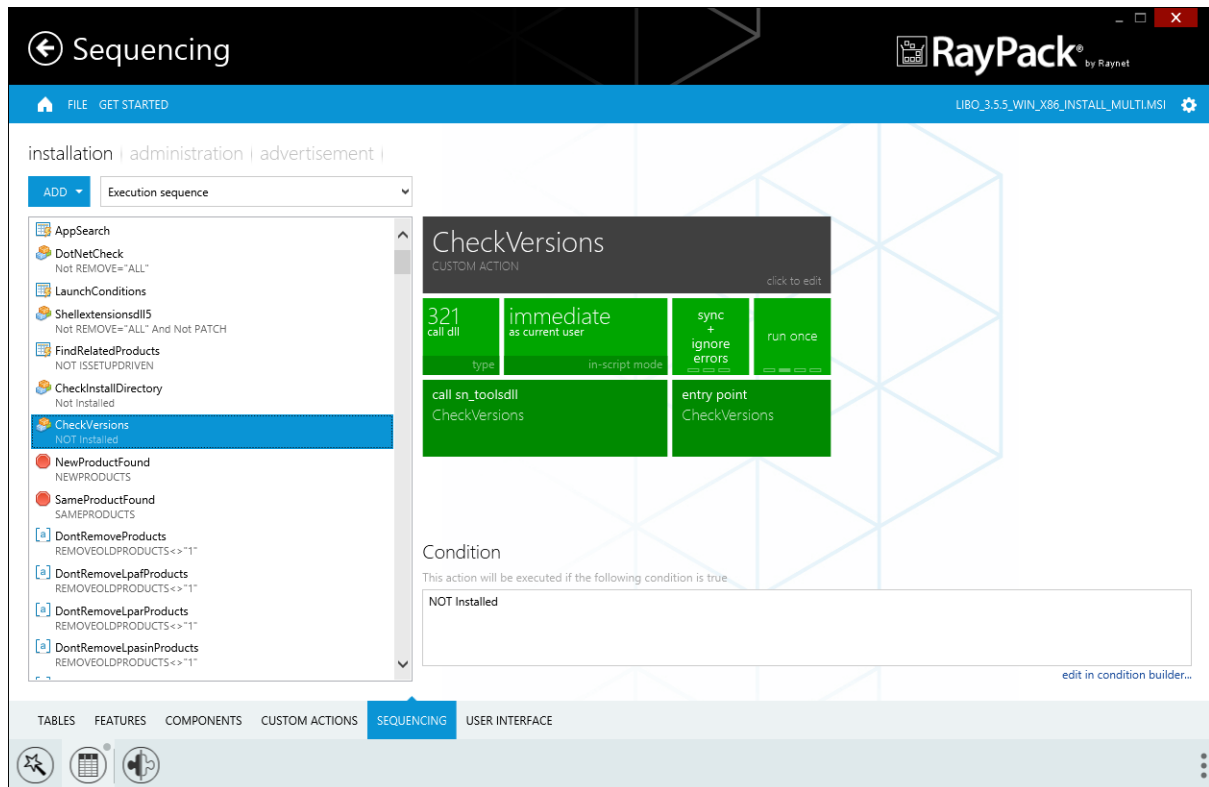 Sequencing
RayPack® by Raynet
FILE GET STARTED
LIBO_3.5.5_WIN_X86_INSTALL_MULTI.MSI
installation | administration | advertisement |
ADD
Execution sequence
AppSearch
DotNetCheck
Not REMOVE="ALL"
LaunchConditions
Shellextensionsdll5
Not REMOVE="ALL" And Not PATCH
FindRelatedProducts
NOT ISSETUPDRIVEN
CheckInstallDirectory
Not Installed
CheckVersions
NOT Installed
NewProductFound
NEWPRODUCTS
SameProductFound
SAMEPRODUCTS
[a] DontRemoveProducts
REMOVEOLDPRODUCTS<>"1"
[a] DontRemoveLpafProducts
REMOVEOLDPRODUCTS<>"1"
[a] DontRemoveLparProducts
REMOVEOLDPRODUCTS<>"1"
[a] DontRemoveLpasinProducts
REMOVEOLDPRODUCTS<>"1"
CheckVersions
CUSTOM ACTION
click to edit
321
call dll
type
immediate
as current user
in-script mode
sync
+
ignore
errors
run once
call sn_toolsdll
CheckVersions
entry point
CheckVersions
Condition
This action will be executed if the following condition is true
NOT Installed
edit in condition builder...
TABLES FEATURES COMPONENTS CUSTOM ACTIONS SEQUENCING USER INTERFACE